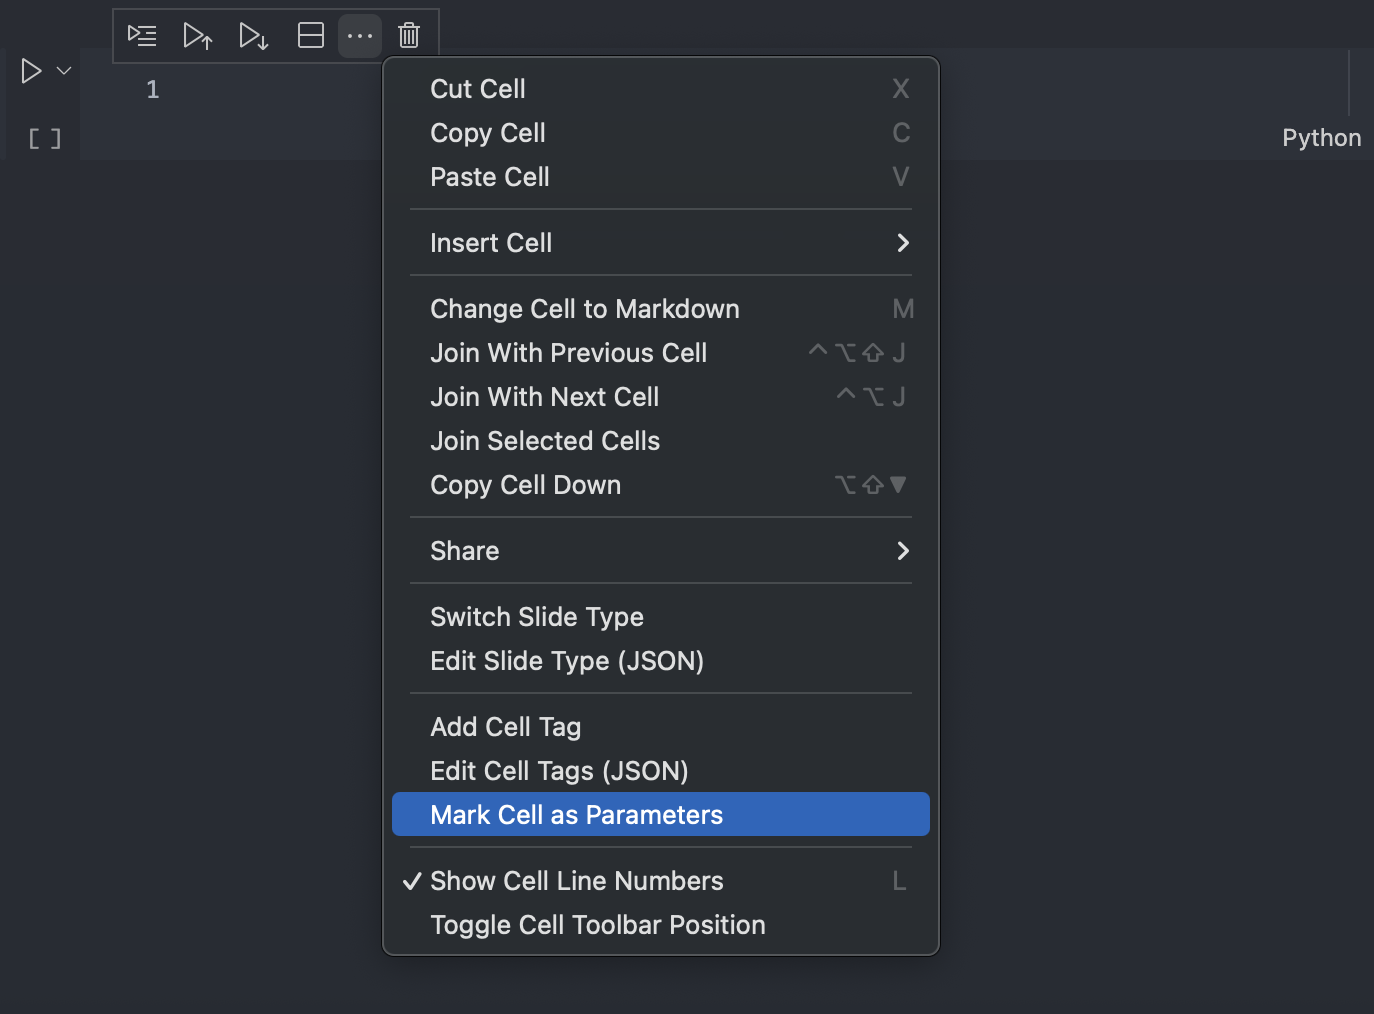 1
[ ]
Python
Cut Cell X
Copy Cell C
Paste Cell V
Insert Cell
Change Cell to Markdown M
Join With Previous Cell ^⌥⇧J
Join With Next Cell ^⌥J
Join Selected Cells
Copy Cell Down ⌥⇧▼
Share
Switch Slide Type
Edit Slide Type (JSON)
Add Cell Tag
Edit Cell Tags (JSON)
Mark Cell as Parameters
✓ Show Cell Line Numbers L
Toggle Cell Toolbar Position